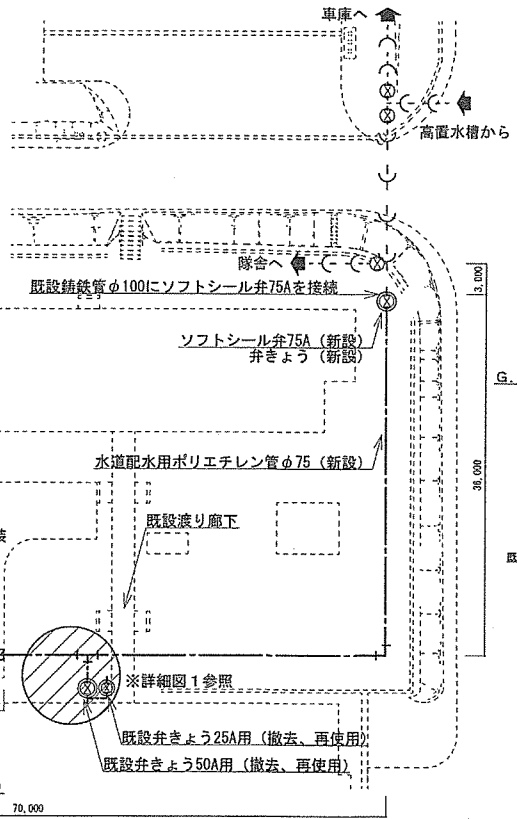 車庫へ
高置水槽から
隊舎へ
3,000
既設鋳鉄管φ100にソフトシール弁75Aを接続
ソフトシール弁75A（新設）
弁きょう（新設）
G.
水道配水用ポリエチレン管φ75（新設）
36,000
既設渡り廊下
装
既
※詳細図１参照
既設弁きょう25A用（撤去、再使用）
既設弁きょう50A用（撤去、再使用）
70,000